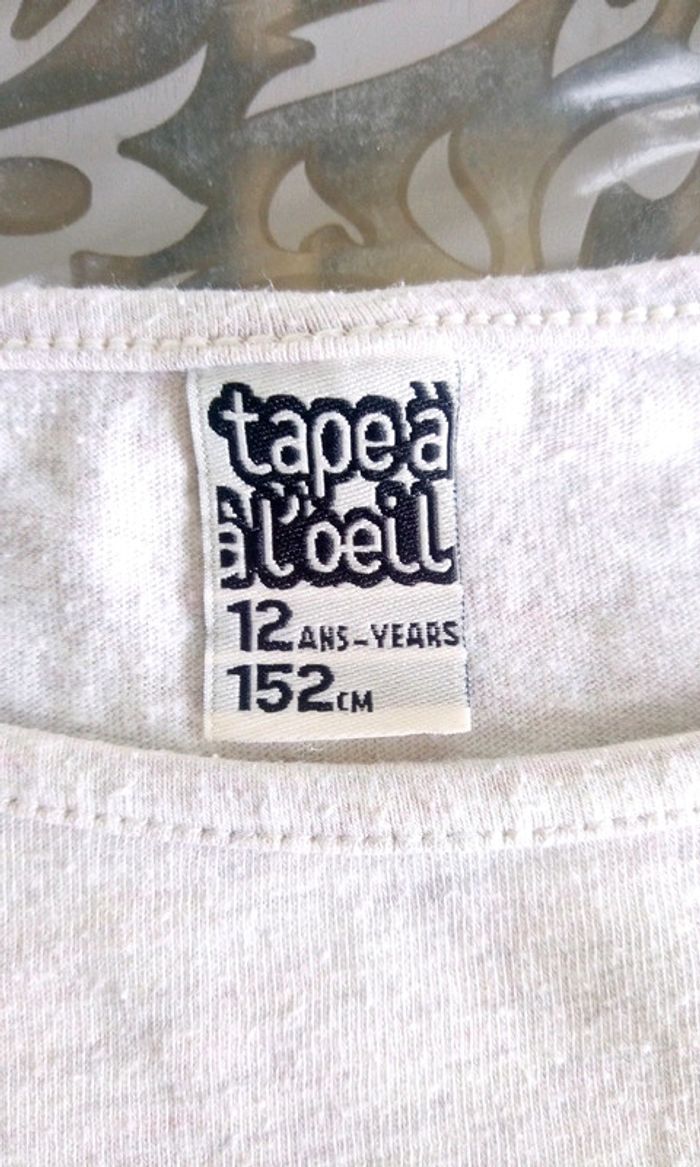 tape à
à l'oeil
12 ANS-YEARS
152 CM